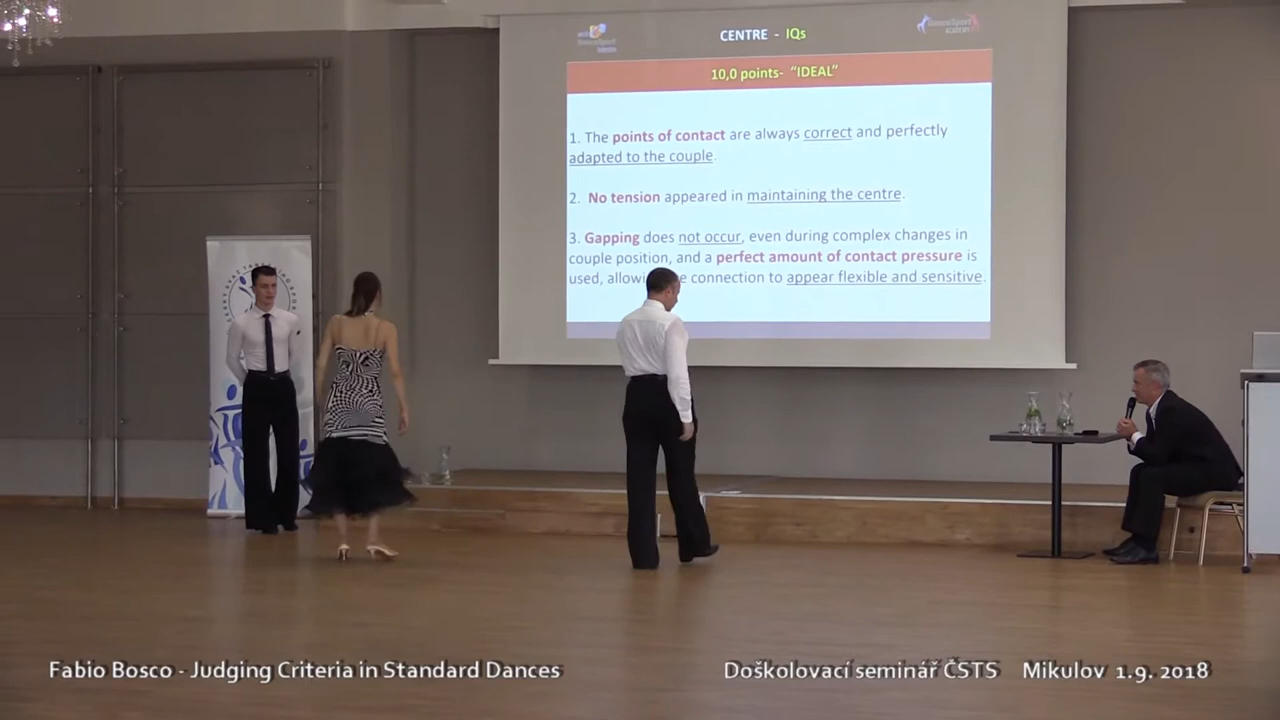 CENTRE - IQs
DanceSport
ACADEMY
10,0 points- “IDEAL”
1. The points of contact are always correct and perfectly
adapted to the couple.
2. No tension appeared in maintaining the centre.
3. Gapping does not occur, even during complex changes in
couple position, and a perfect amount of contact pressure is
used, allowi e connection to appear flexible and sensitive.
Fabio Bosco - Judging Criteria in Standard Dances
Doškolovací seminář ČSTS Mikulov 1.9. 2018